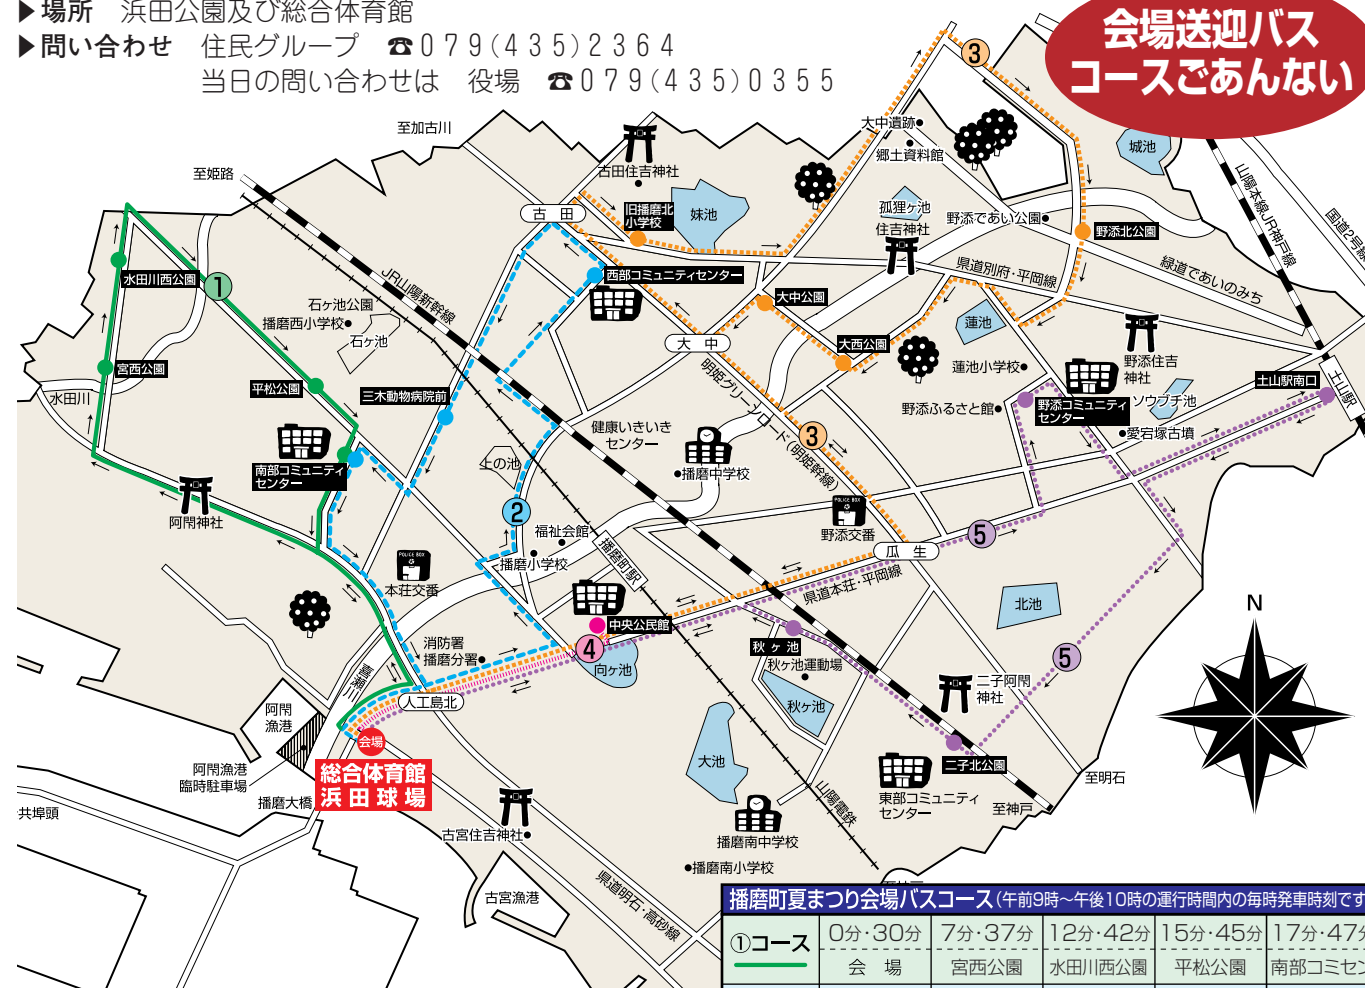 ▶場所　浜田公園及び総合体育館
▶問い合わせ　住民グループ　☎079(435)2364
当日の問い合わせは　役場　☎079(435)0355
会場送迎バス
コースごあんない
至加古川
至姫路
古田住吉神社
旧播磨北
小学校
妹池
古田
大中遺跡
郷土資料館
城池
山陽本線JR神戸線
国道2号線
狐狸ヶ池
住吉神社
野添であい公園
野添北公園
県道別府・平岡線
緑道であいのみち
3
水田川西公園
1
JR山陽新幹線
石ヶ池公園
播磨西小学校
石ヶ池
西部コミュニティセンター
大中公園
大中
大西公園
蓮池
蓮池小学校
野添住吉
神社
土山駅南口
土山駅
宮西公園
水田川
平松公園
三木動物病院前
明姫グリーンロード(明姫幹線)
野添ふるさと館
野添コミュニティ
センター
ソウブチ池
愛宕塚古墳
健康いきいき
センター
3
南部コミュニティ
センター
上の池
播磨中学校
阿閇神社
2
福祉会館
播磨小学校
播磨町駅
野添交番
POLICE BOX
瓜生
5
県道本荘・平岡線
本荘交番
POLICE BOX
北池
N
中央公民館
4
向ヶ池
消防署
播磨分署
秋ヶ池
秋ヶ池運動場
秋ヶ池
5
二子阿閇
神社
喜瀬川
人工島北
阿閇
漁港
会場
総合体育館
浜田球場
阿閇漁港
臨時駐車場
播磨大橋
共埠頭
大池
二子北公園
東部コミュニティ
センター
至明石
至神戸
山陽電鉄
古宮住吉神社
播磨南中学校
播磨南小学校
古宮漁港
県道明石・高砂線
播磨町夏まつり会場バスコース(午前9時～午後10時の運行時間内の毎時発車時刻です
①コース　0分・30分　7分・37分　12分・42分　15分・45分　17分・47分
会場　宮西公園　水田川西公園　平松公園　南部コミセン